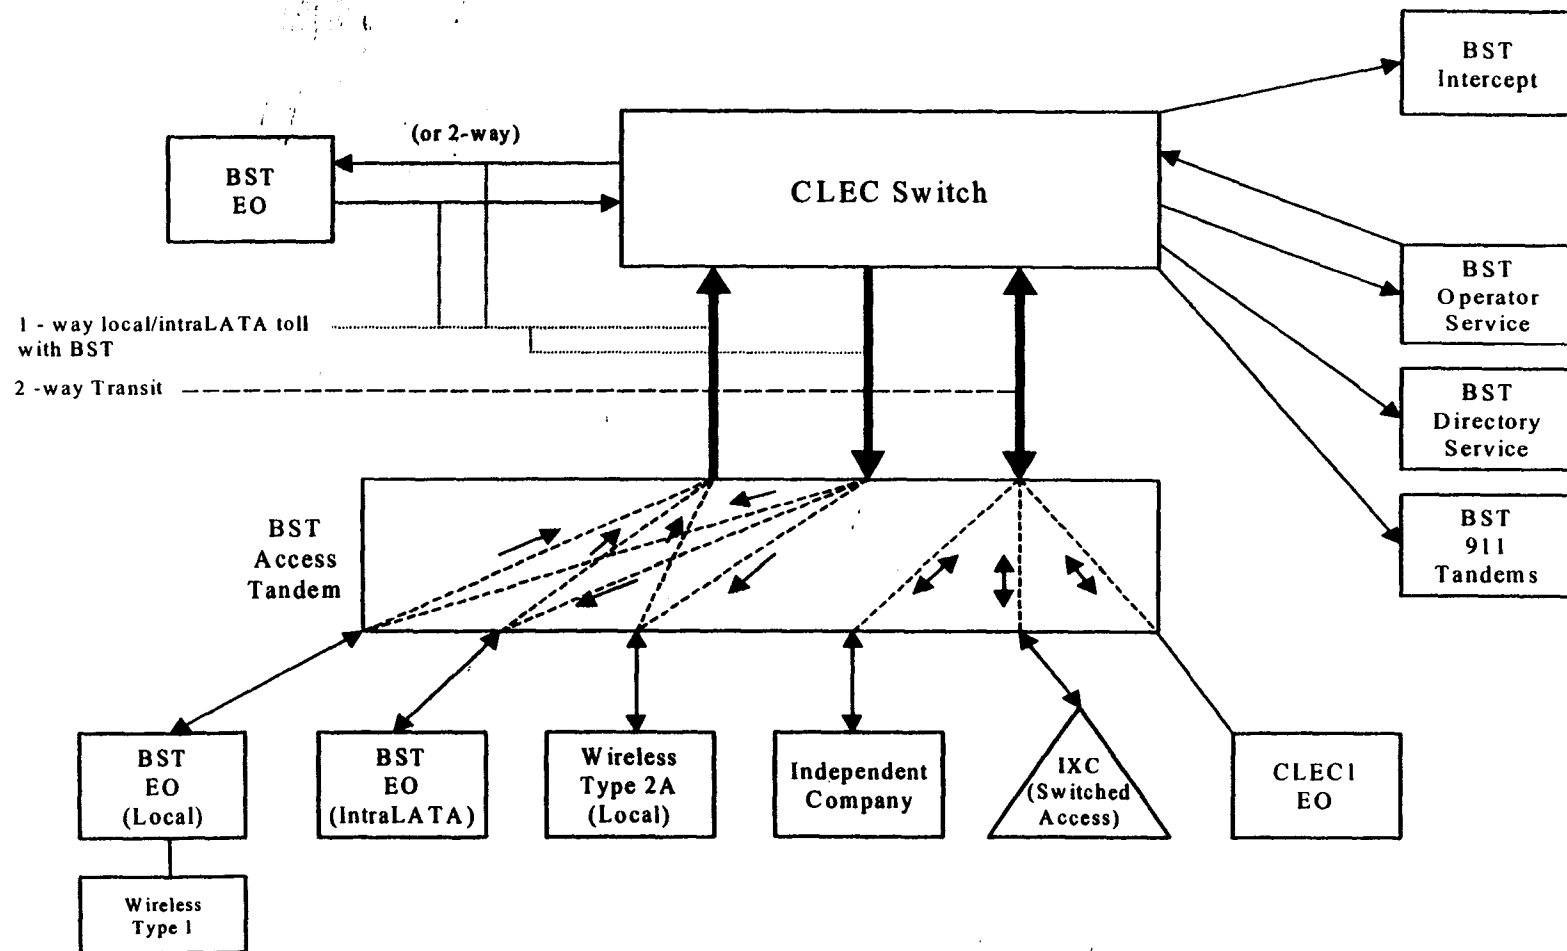 BST
Intercept
(or 2-way)
BST
EO
CLEC Switch
BST
Operator
Service
1 - way local/intraLATA toll
with BST
2 -way Transit
BST
Directory
Service
BST
Access
Tandem
BST
911
Tandems
BST
EO
(Local)
BST
EO
(IntraLATA)
Wireless
Type 2A
(Local)
Independent
Company
IXC
(Switched
Access)
CLEC1
EO
Wireless
Type 1